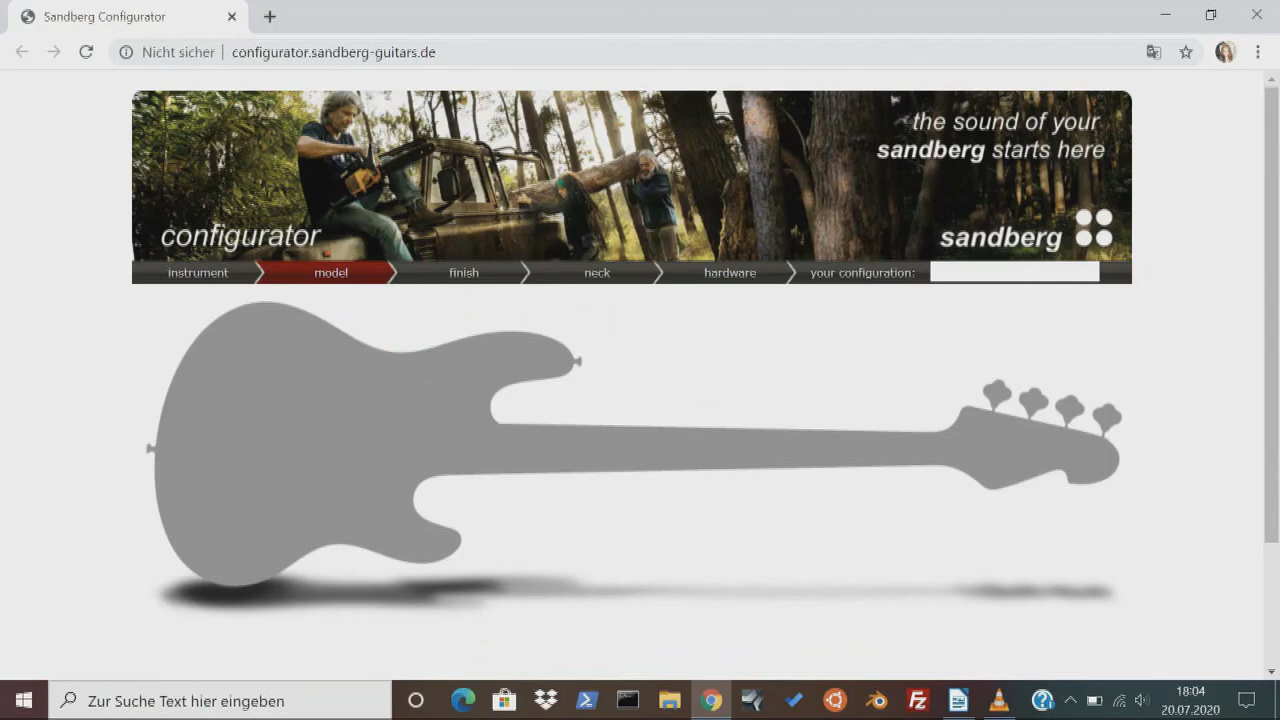 Sandberg Configurator
Nicht sicher | configurator.sandberg-guitars.de
the sound of your
sandberg starts here
configurator
sandberg
instrument model finish neck hardware your configuration:
Zur Suche Text hier eingeben
18:04
20.07.2020